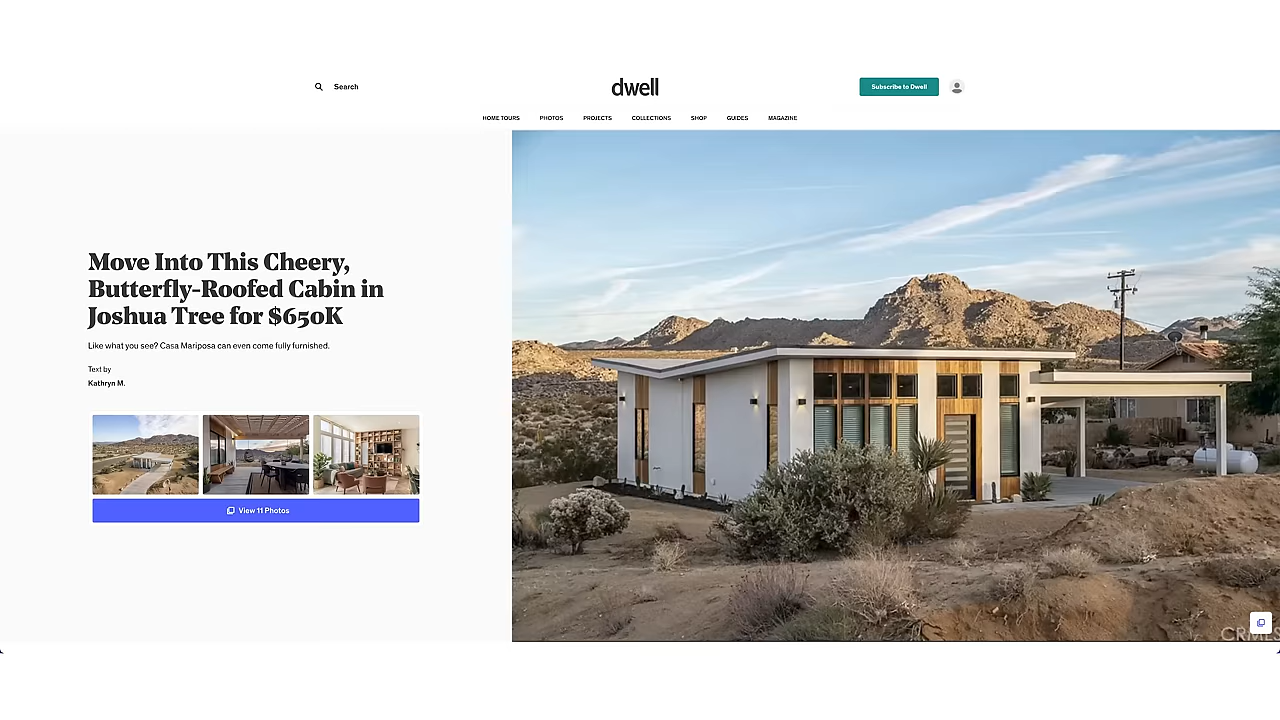 Search
dwell
Subscribe to Dwell
HOME TOURS PHOTOS PROJECTS COLLECTIONS SHOP GUIDES MAGAZINE
Move Into This Cheery,
Butterfly-Roofed Cabin in
Joshua Tree for $650K
Like what you see? Casa Mariposa can even come fully furnished.
Text by
Kathryn M.
View 11 Photos